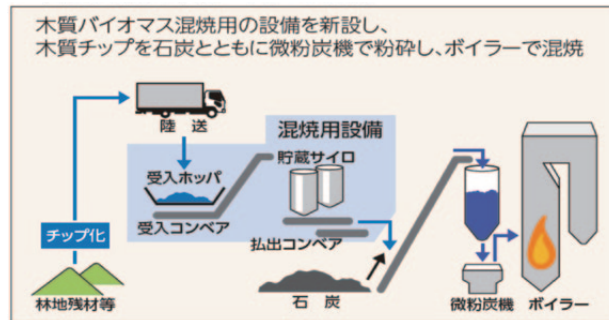 木質バイオマス混焼用の設備を新設し、
木質チップを石炭とともに微粉炭機で粉砕し、ボイラーで混焼
陸 送
混焼用設備
貯蔵サイロ
受入ホッパ
受入コンベア
払出コンベア
チップ化
林地残材等
石 炭
微粉炭機
ボイラー